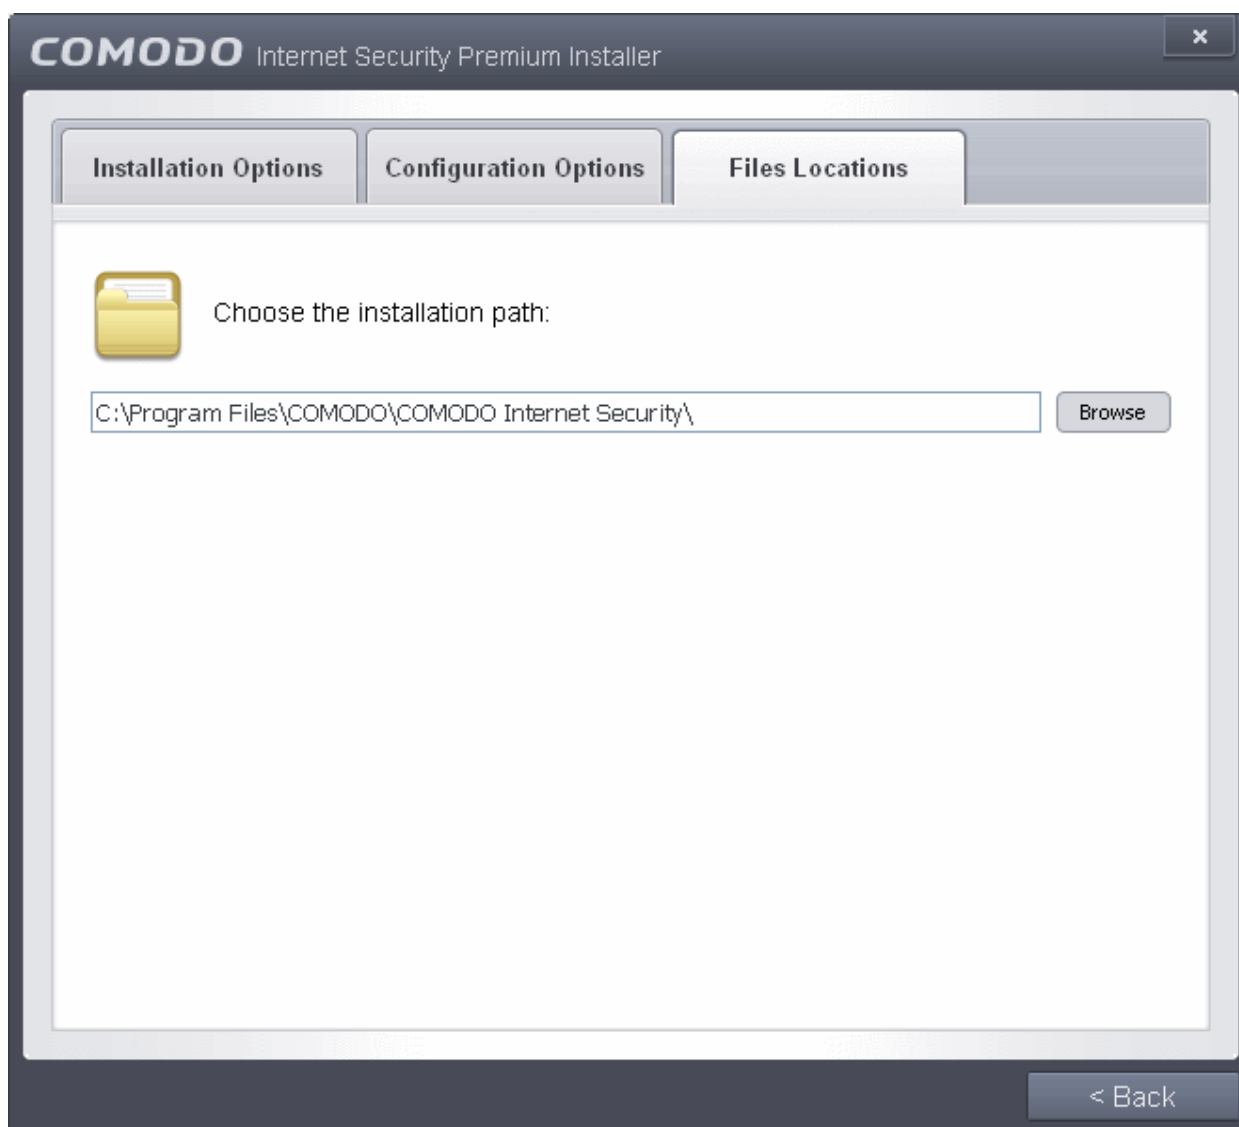 COMODO Internet Security Premium Installer
Installation Options
Configuration Options
Files Locations
Choose the installation path:
C:\Program Files\COMODO\COMODO Internet Security\
Browse
< Back